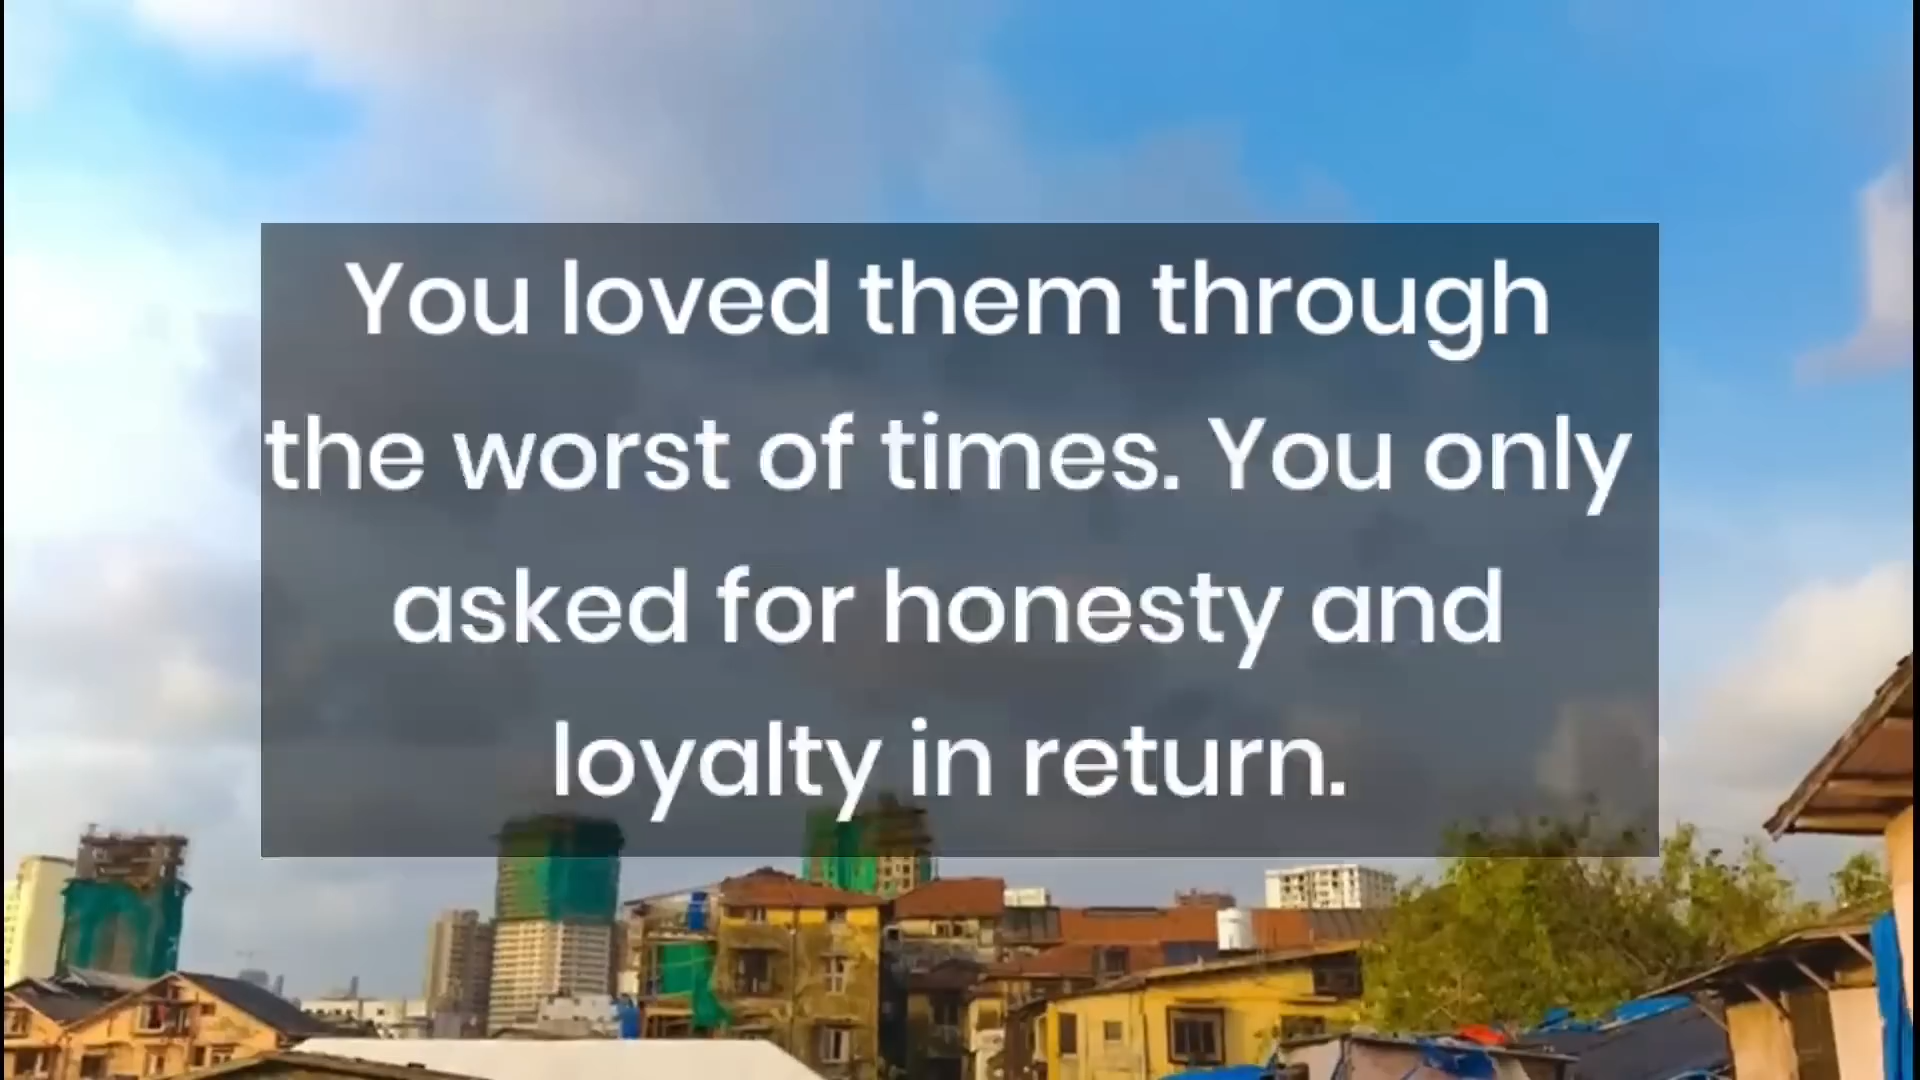 You loved them through
the worst of times. You only
asked for honesty and
loyalty in return.